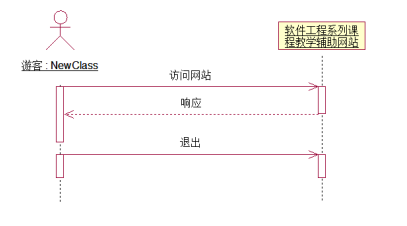 软件工程系列课
程教学辅助网站
游客 : NewClass
访问网站
响应
退出